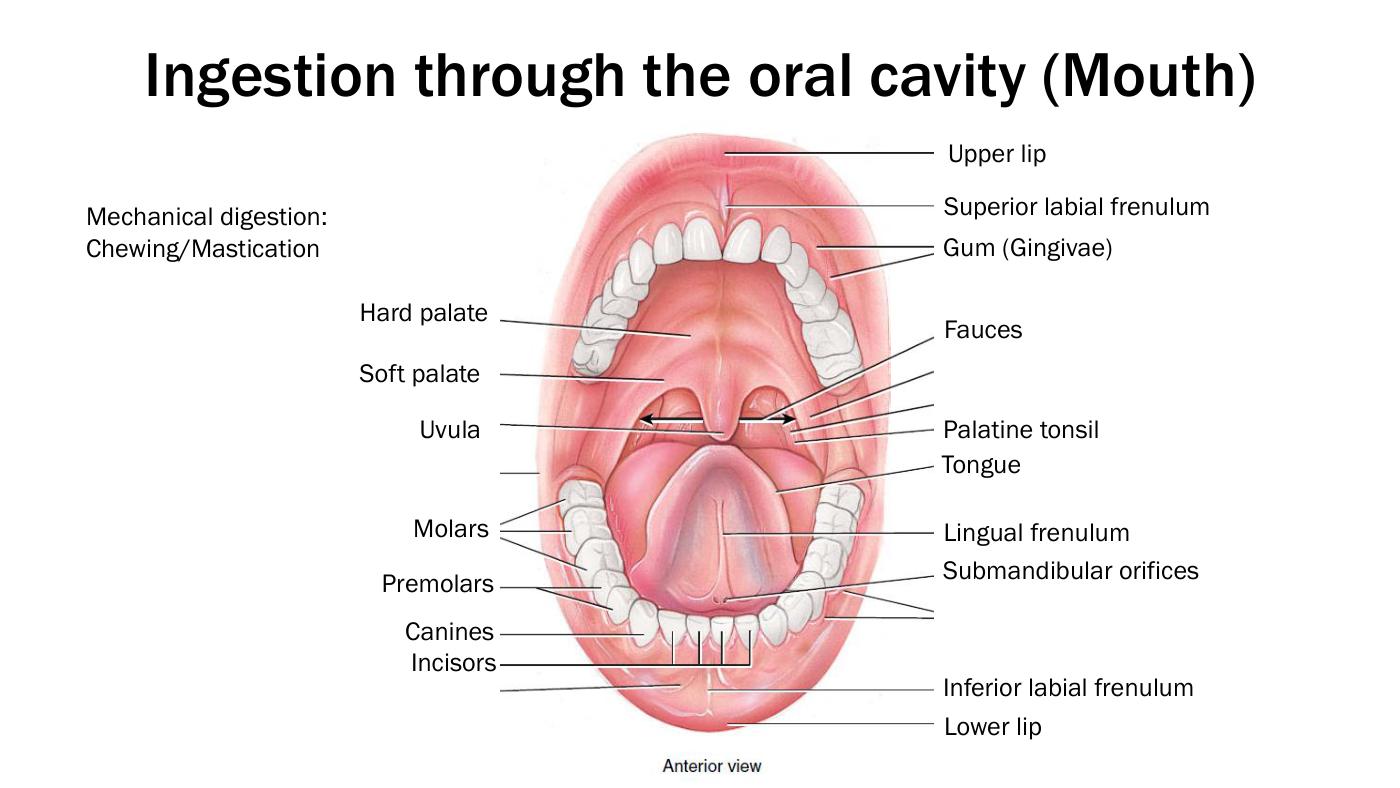 Ingestion through the oral cavity (Mouth)
Mechanical digestion:
Chewing/Mastication
Hard palate
Soft palate
Uvula
Molars
Premolars
Canines
Incisors
Upper lip
Superior labial frenulum
Gum (Gingivae)
Fauces
Palatine tonsil
Tongue
Lingual frenulum
Submandibular orifices
Inferior labial frenulum
Lower lip
Anterior view